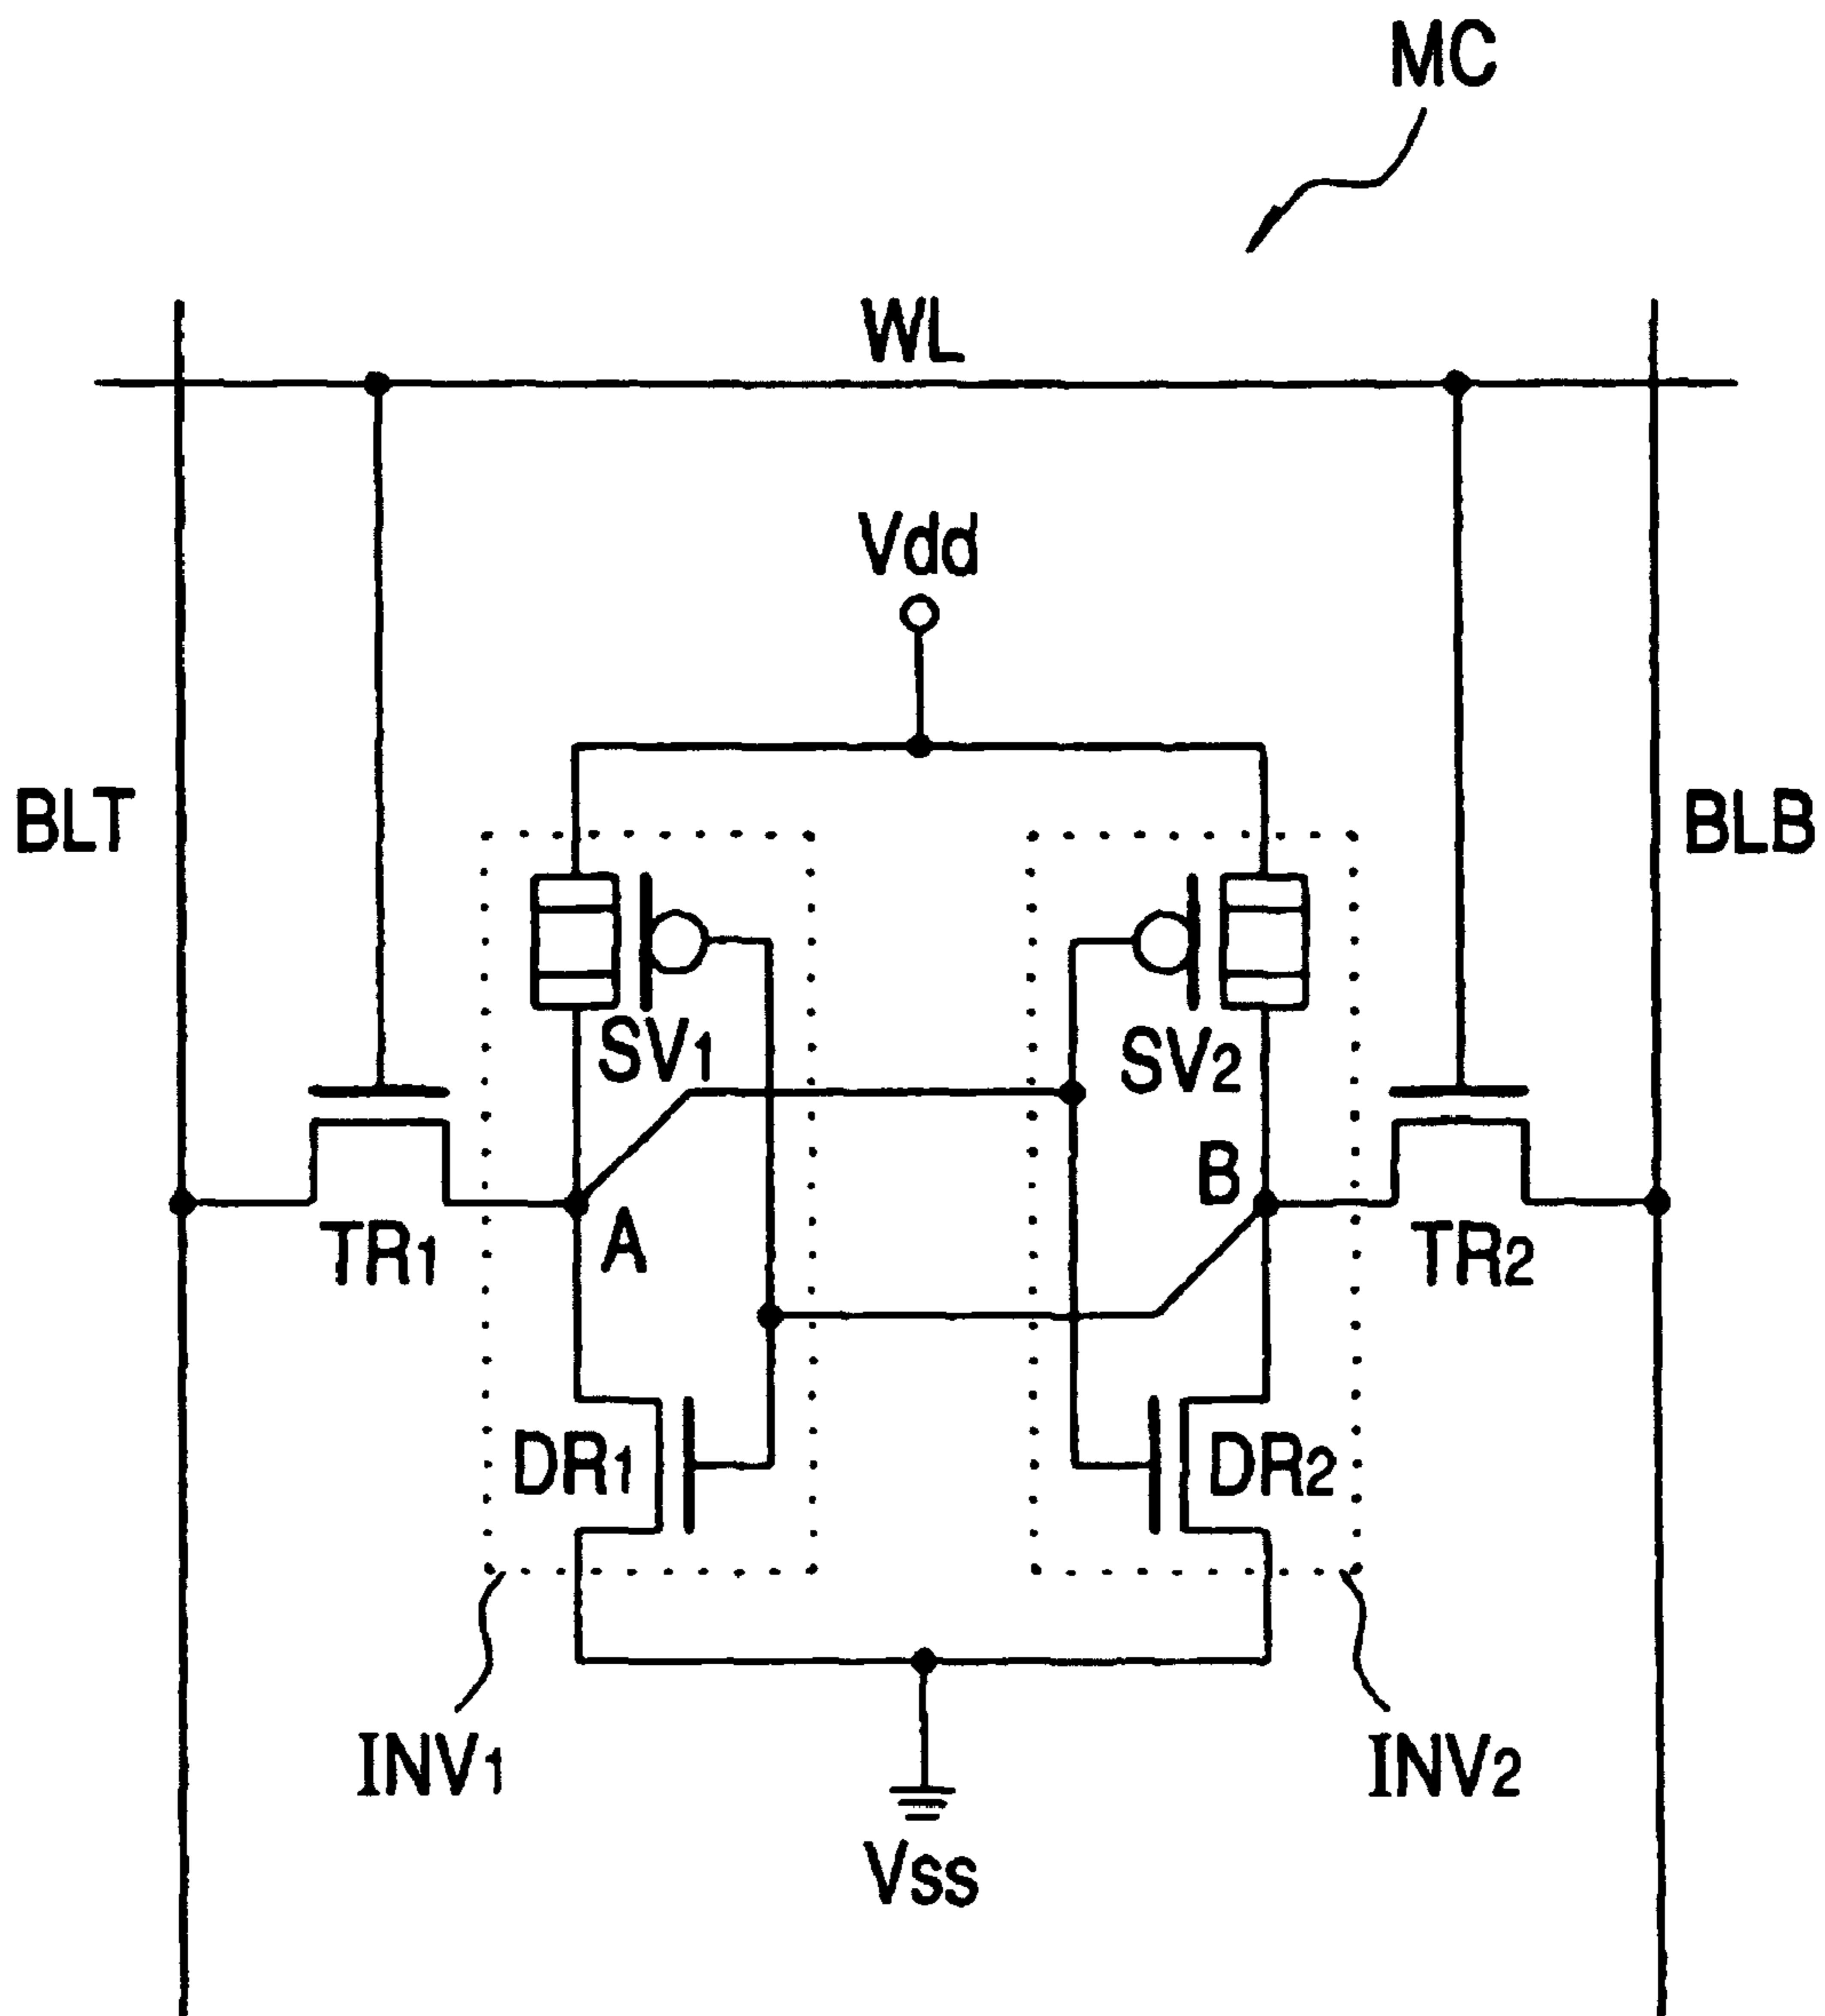 MC
WL
Vdd
BLT
BLB
SV1
SV2
B
TR1
A
TR2
DR1
DR2
INV1
INV2
Vss